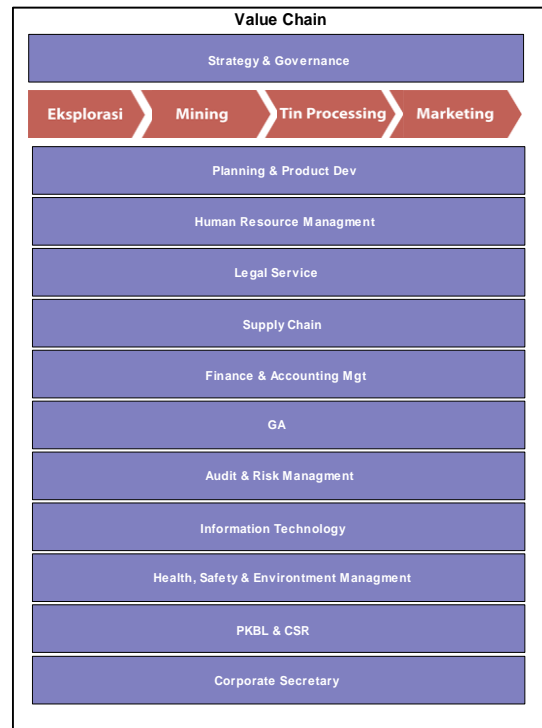 Value Chain
Strategy & Governance
Eksplorasi
Mining
Tin Processing
Marketing
Planning & Product Dev
Human Resource Managment
Legal Service
Supply Chain
Finance & Accounting Mgt
GA
Audit & Risk Managment
Information Technology
Health, Safety & Environtment Managment
PKBL & CSR
Corporate Secretary